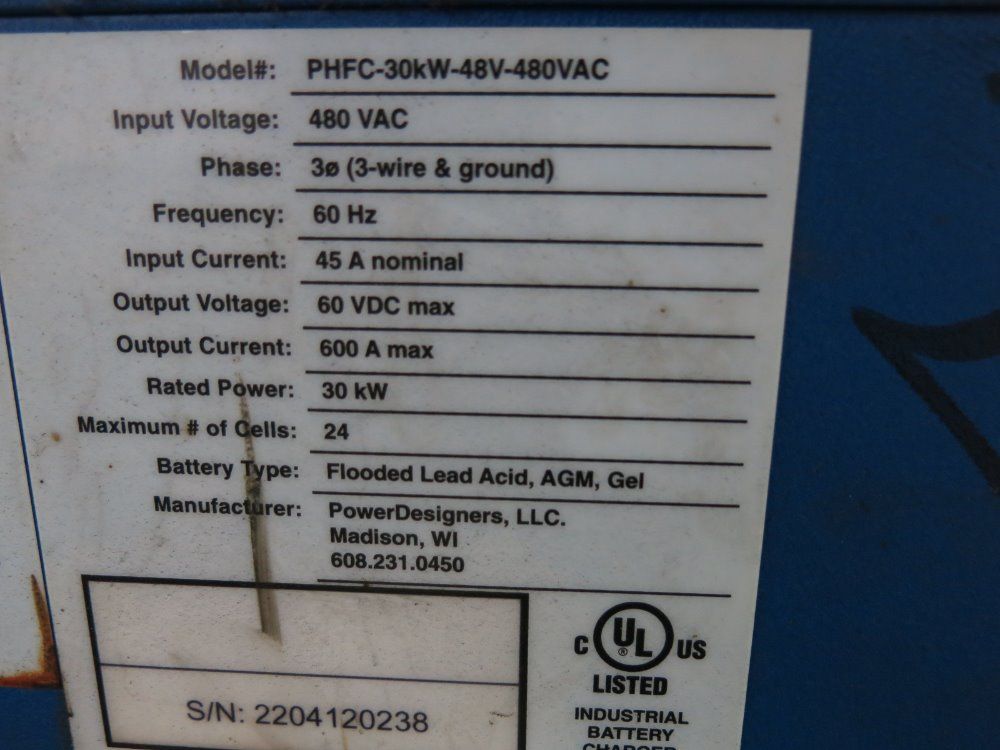 Model#: PHFC-30kW-48V-480VAC
Input Voltage: 480 VAC
Phase: 3ø (3-wire & ground)
Frequency: 60 Hz
Input Current: 45 A nominal
Output Voltage: 60 VDC max
Output Current: 600 A max
Rated Power: 30 kW
Maximum # of Cells: 24
Battery Type: Flooded Lead Acid, AGM, Gel
Manufacturer: PowerDesigners, LLC.
Madison, WI
608.231.0450
C UL ® US
LISTED
S/N: 2204120238
INDUSTRIAL
BATTERY
CHARGER